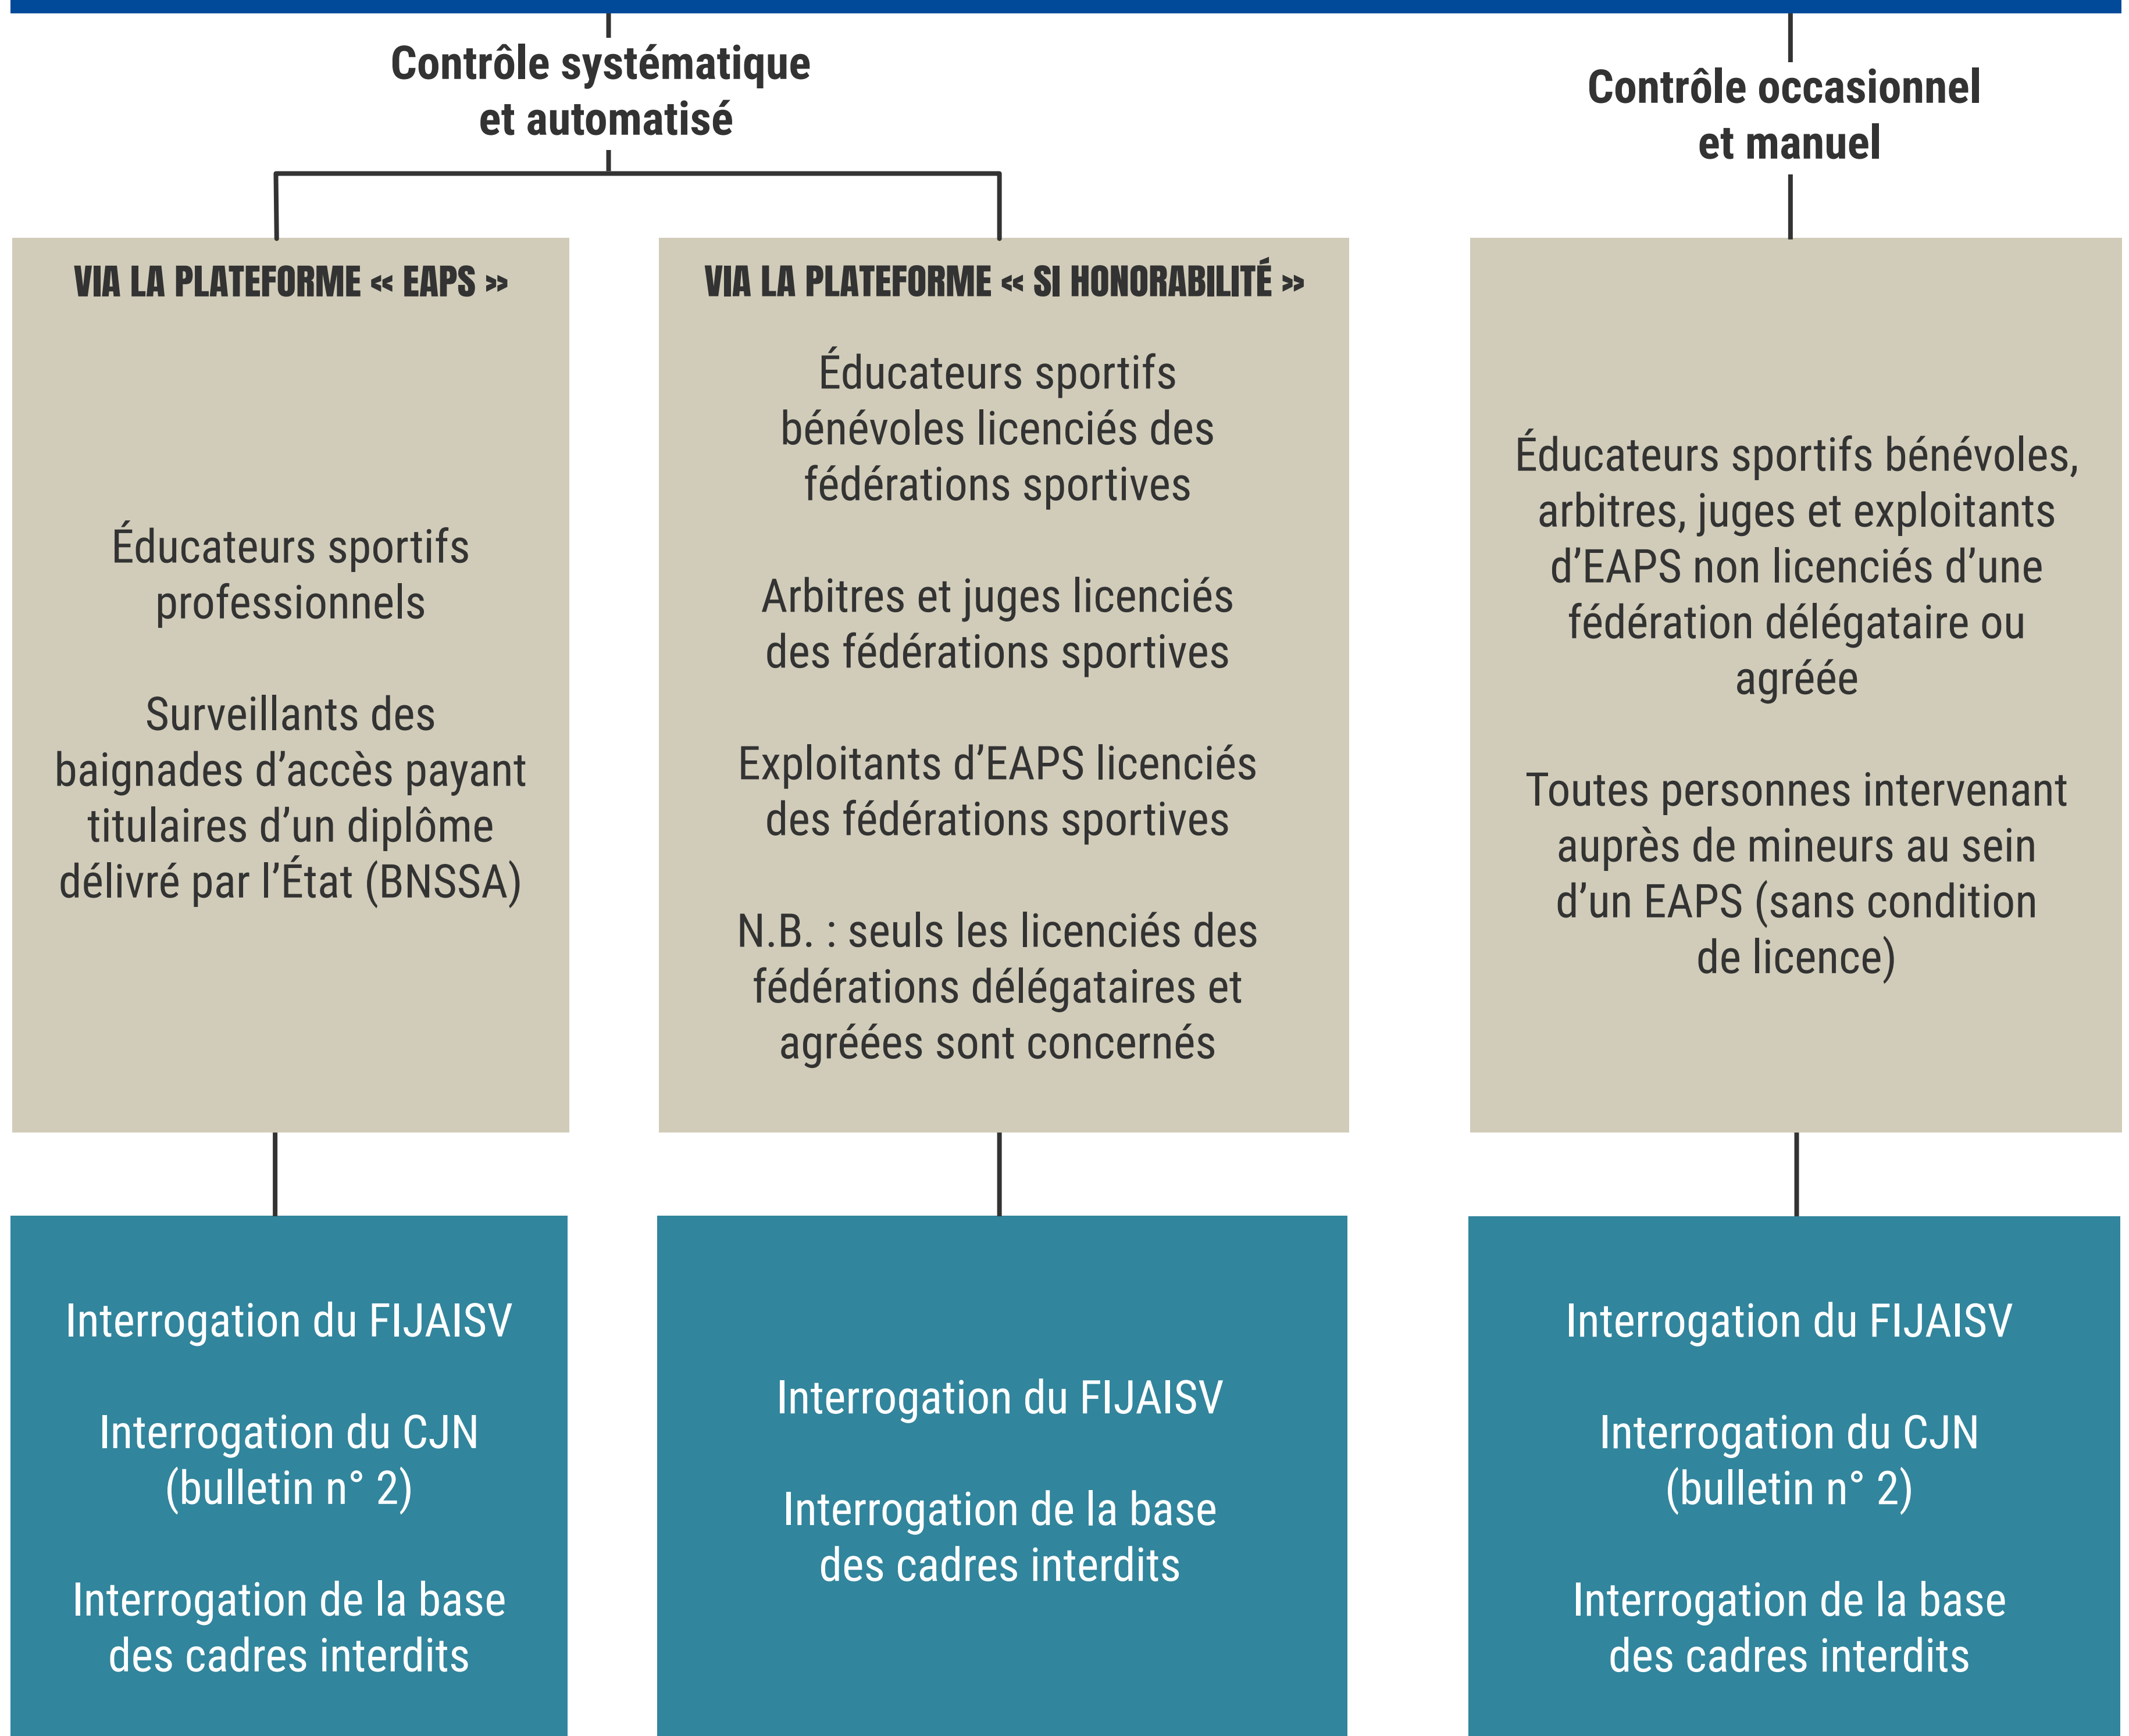 Contrôle systématique
et automatisé
Contrôle occasionnel
et manuel
VIA LA PLATEFORME « EAPS »
Éducateurs sportifs
professionnels
Surveillants des
baignades d’accès payant
titulaires d’un diplôme
délivré par l’État (BNSSA)
VIA LA PLATEFORME « SI HONORABILITÉ »
Éducateurs sportifs
bénévoles licenciés des
fédérations sportives
Arbitres et juges licenciés
des fédérations sportives
Exploitants d’EAPS licenciés
des fédérations sportives
N.B. : seuls les licenciés des
fédérations délégataires et
agréées sont concernés
Éducateurs sportifs bénévoles,
arbitres, juges et exploitants
d’EAPS non licenciés d’une
fédération délégataire ou
agréée
Toutes personnes intervenant
auprès de mineurs au sein
d’un EAPS (sans condition
de licence)
Interrogation du FIJAISV
Interrogation du CJN
(bulletin n° 2)
Interrogation de la base
des cadres interdits
Interrogation du FIJAISV
Interrogation de la base
des cadres interdits
Interrogation du FIJAISV
Interrogation du CJN
(bulletin n° 2)
Interrogation de la base
des cadres interdits